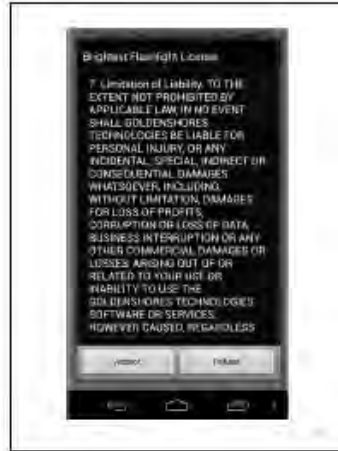 Brightest Flashlight License
7. Limitation of Liability. TO THE
EXTENT NOT PROHIBITED BY
APPLICABLE LAW, IN NO EVENT
SHALL GOLDENSHORES
TECHNOLOGIES BE LIABLE FOR
PERSONAL INJURY, OR ANY
INCIDENTAL, SPECIAL, INDIRECT OR
CONSEQUENTIAL DAMAGES
WHATSOEVER, INCLUDING,
WITHOUT LIMITATION, DAMAGES
FOR LOSS OF PROFITS,
CORRUPTION OR LOSS OF DATA,
BUSINESS INTERRUPTION OR ANY
OTHER COMMERCIAL DAMAGES OR
LOSSES, ARISING OUT OF OR
RELATED TO YOUR USE OR
INABILITY TO USE THE
GOLDENSHORES TECHNOLOGIES
SOFTWARE OR SERVICES,
HOWEVER CAUSED, REGARDLESS
Accept Refuse